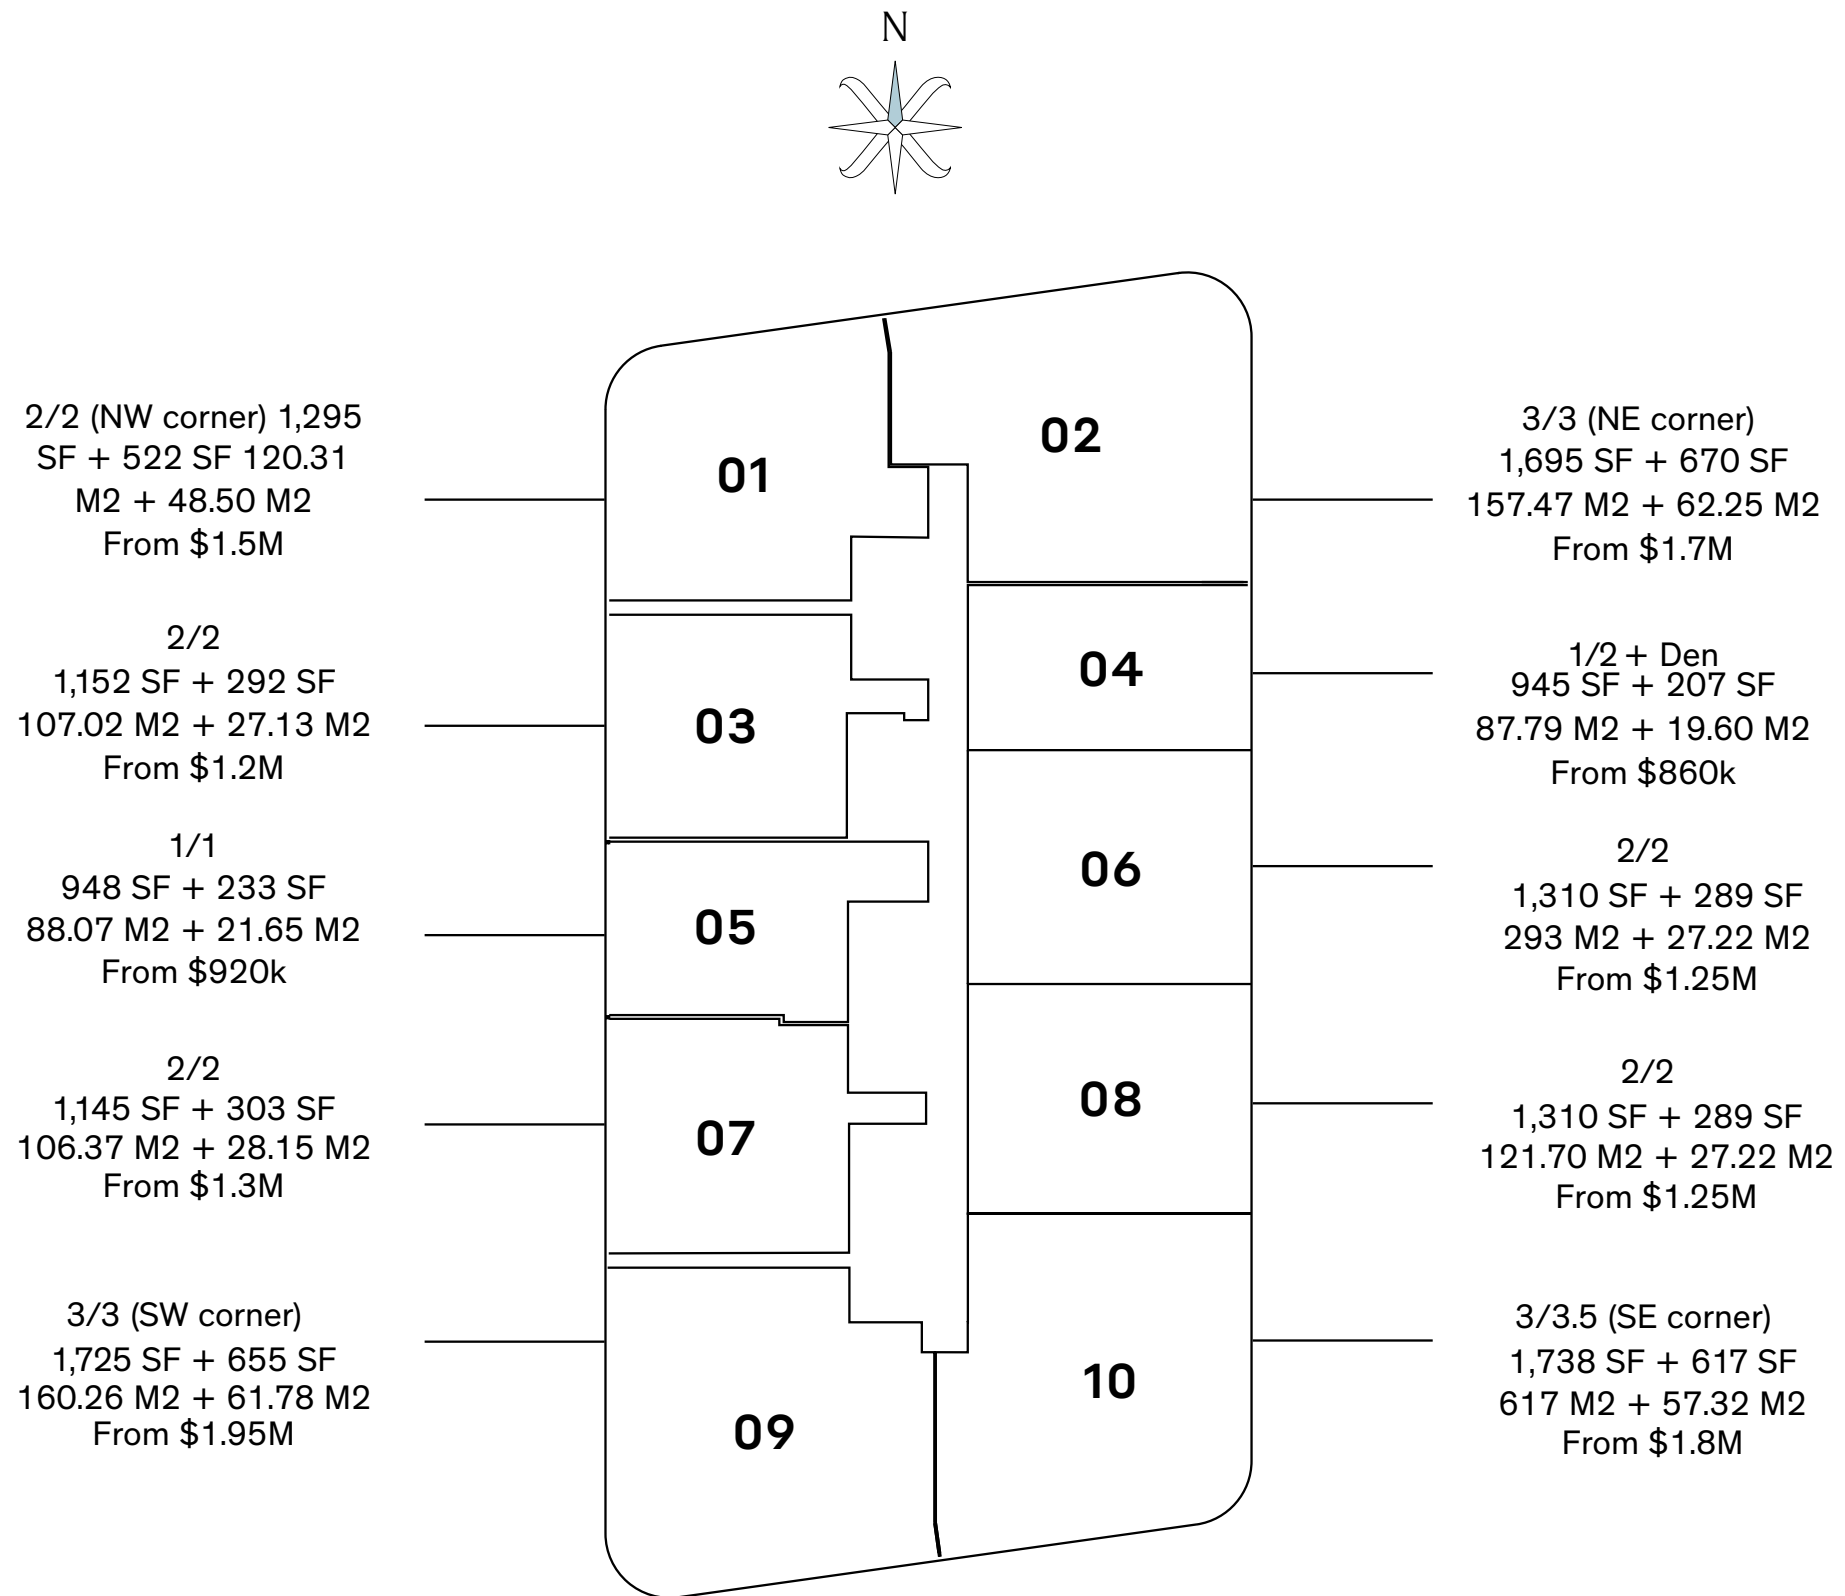 N
2/2 (NW corner) 1,295
SF + 522 SF 120.31
M2 + 48.50 M2
From $1.5M
2/2
1,152 SF + 292 SF
107.02 M2 + 27.13 M2
From $1.2M
1/1
948 SF + 233 SF
88.07 M2 + 21.65 M2
From $920k
2/2
1,145 SF + 303 SF
106.37 M2 + 28.15 M2
From $1.3M
3/3 (SW corner)
1,725 SF + 655 SF
160.26 M2 + 61.78 M2
From $1.95M
01
02
03
04
05
06
07
08
09
10
3/3 (NE corner)
1,695 SF + 670 SF
157.47 M2 + 62.25 M2
From $1.7M
1/2 + Den
945 SF + 207 SF
87.79 M2 + 19.60 M2
From $860k
2/2
1,310 SF + 289 SF
293 M2 + 27.22 M2
From $1.25M
2/2
1,310 SF + 289 SF
121.70 M2 + 27.22 M2
From $1.25M
3/3.5 (SE corner)
1,738 SF + 617 SF
617 M2 + 57.32 M2
From $1.8M